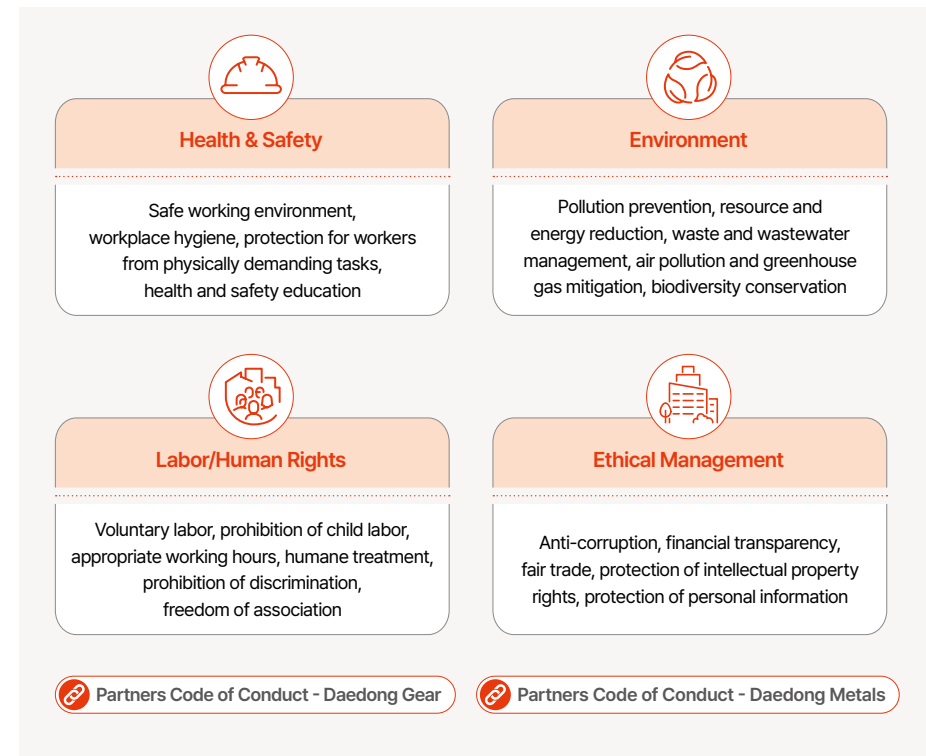 Health & Safety
Safe working environment,
workplace hygiene, protection for workers
from physically demanding tasks,
health and safety education
Environment
Pollution prevention, resource and
energy reduction, waste and wastewater
management, air pollution and greenhouse
gas mitigation, biodiversity conservation
Labor/Human Rights
Voluntary labor, prohibition of child labor,
appropriate working hours, humane treatment,
prohibition of discrimination,
freedom of association
Ethical Management
Anti-corruption, financial transparency,
fair trade, protection of intellectual property
rights, protection of personal information
Partners Code of Conduct - Daedong Gear
Partners Code of Conduct - Daedong Metals